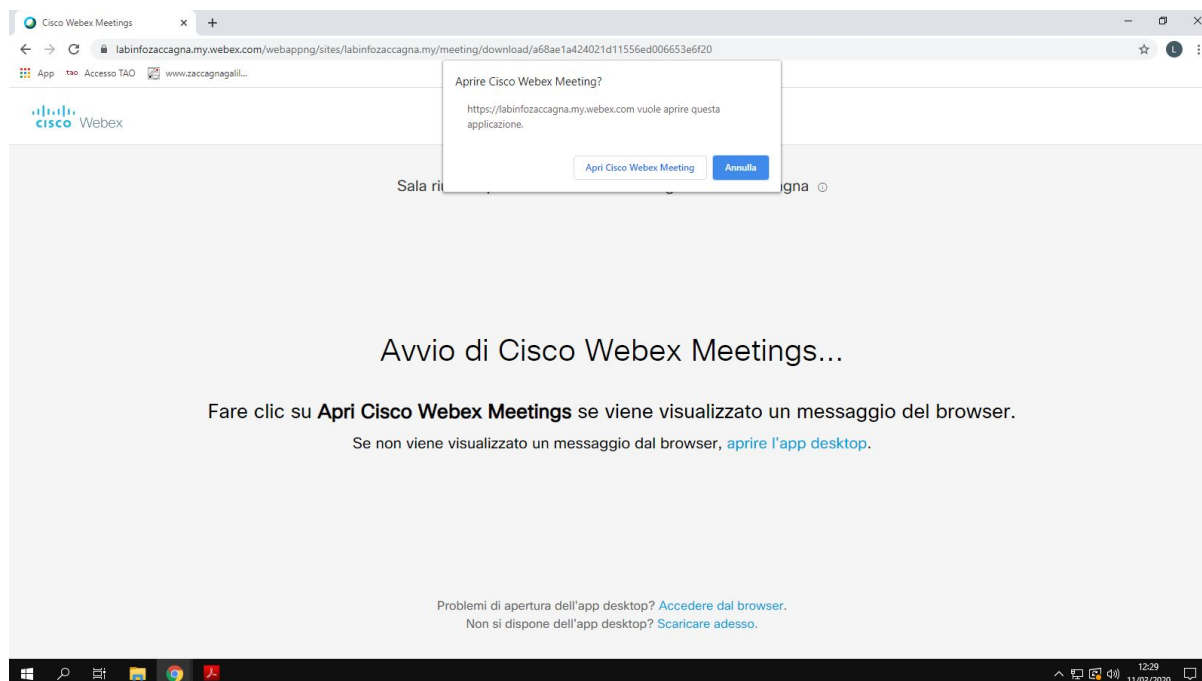 Cisco Webex Meetings
labinfozaccagna.my.webex.com/webappng/sites/labinfozaccagna.my/meeting/download/a68ae1a424021d11556ed006653e6f20
L
App tao Accesso TAO www.zaccagnagalil...
Aprire Cisco Webex Meeting?
https://labinfozaccagna.my.webex.com vuole aprire questa
applicazione.
Apri Cisco Webex Meeting Annulla
cisco Webex
Sala ri
gna
Avvio di Cisco Webex Meetings...
Fare clic su Apri Cisco Webex Meetings se viene visualizzato un messaggio del browser.
Se non viene visualizzato un messaggio dal browser, aprire l'app desktop.
Problemi di apertura dell'app desktop? Accedere dal browser.
Non si dispone dell'app desktop? Scaricare adesso.
12:29
11/03/2020